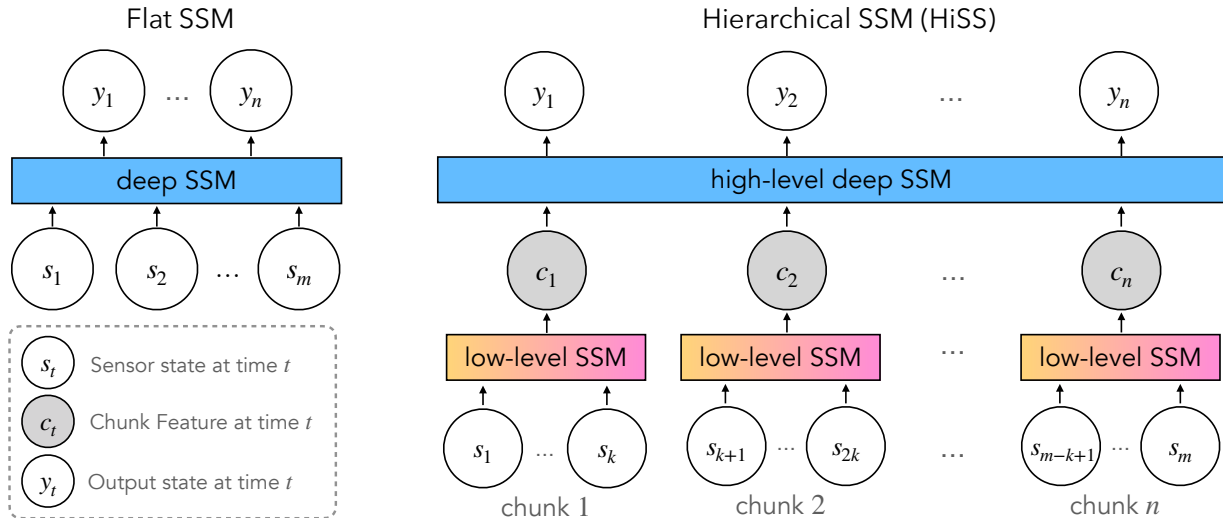 Flat SSM
y₁ ... yₙ
deep SSM
s₁ s₂ ... sₘ
sₜ Sensor state at time t
cₜ Chunk Feature at time t
yₜ Output state at time t
Hierarchical SSM (HiSS)
y₁ y₂ ... yₙ
high-level deep SSM
c₁ c₂ ... cₙ
low-level SSM low-level SSM ... low-level SSM
s₁ ... sₖ sₖ₊₁ ... s₂ₖ ... sₘ₋ₖ₊₁ ... sₘ
chunk 1 chunk 2 chunk n